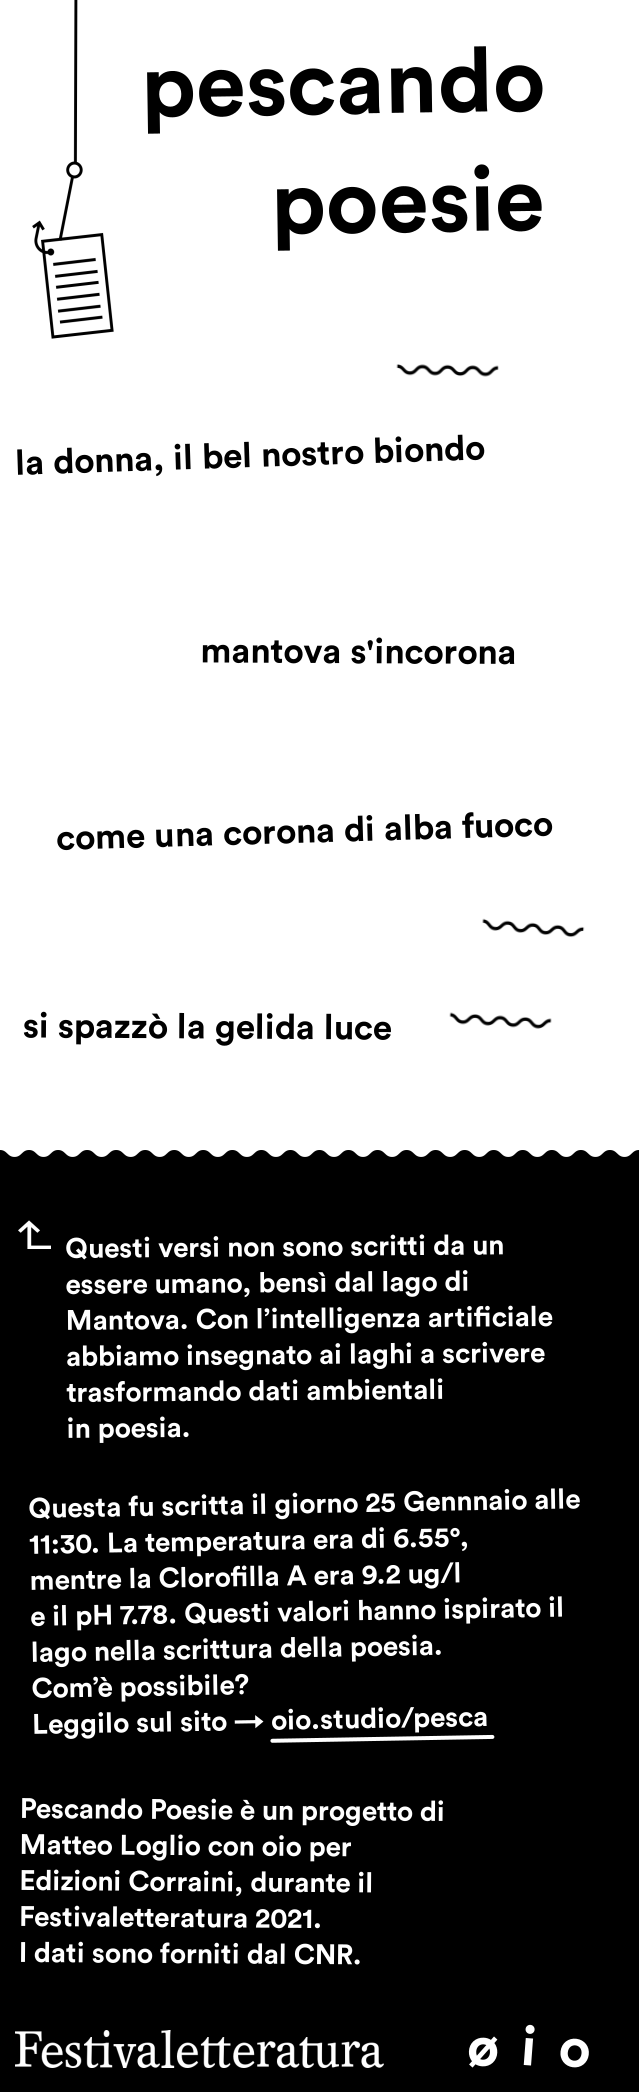 pescando
poesie
la donna, il bel nostro biondo
mantova s'incorona
come una corona di alba fuoco
si spazzò la gelida luce
Questi versi non sono scritti da un
essere umano, bensì dal lago di
Mantova. Con l’intelligenza artificiale
abbiamo insegnato ai laghi a scrivere
trasformando dati ambientali
in poesia.
Questa fu scritta il giorno 25 Gennnaio alle
11:30. La temperatura era di 6.55°,
mentre la Clorofilla A era 9.2 ug/l
e il pH 7.78. Questi valori hanno ispirato il
lago nella scrittura della poesia.
Com’è possibile?
Leggilo sul sito → oio.studio/pesca
Pescando Poesie è un progetto di
Matteo Loglio con oio per
Edizioni Corraini, durante il
Festivaletteratura 2021.
I dati sono forniti dal CNR.
Festivaletteratura ø i o